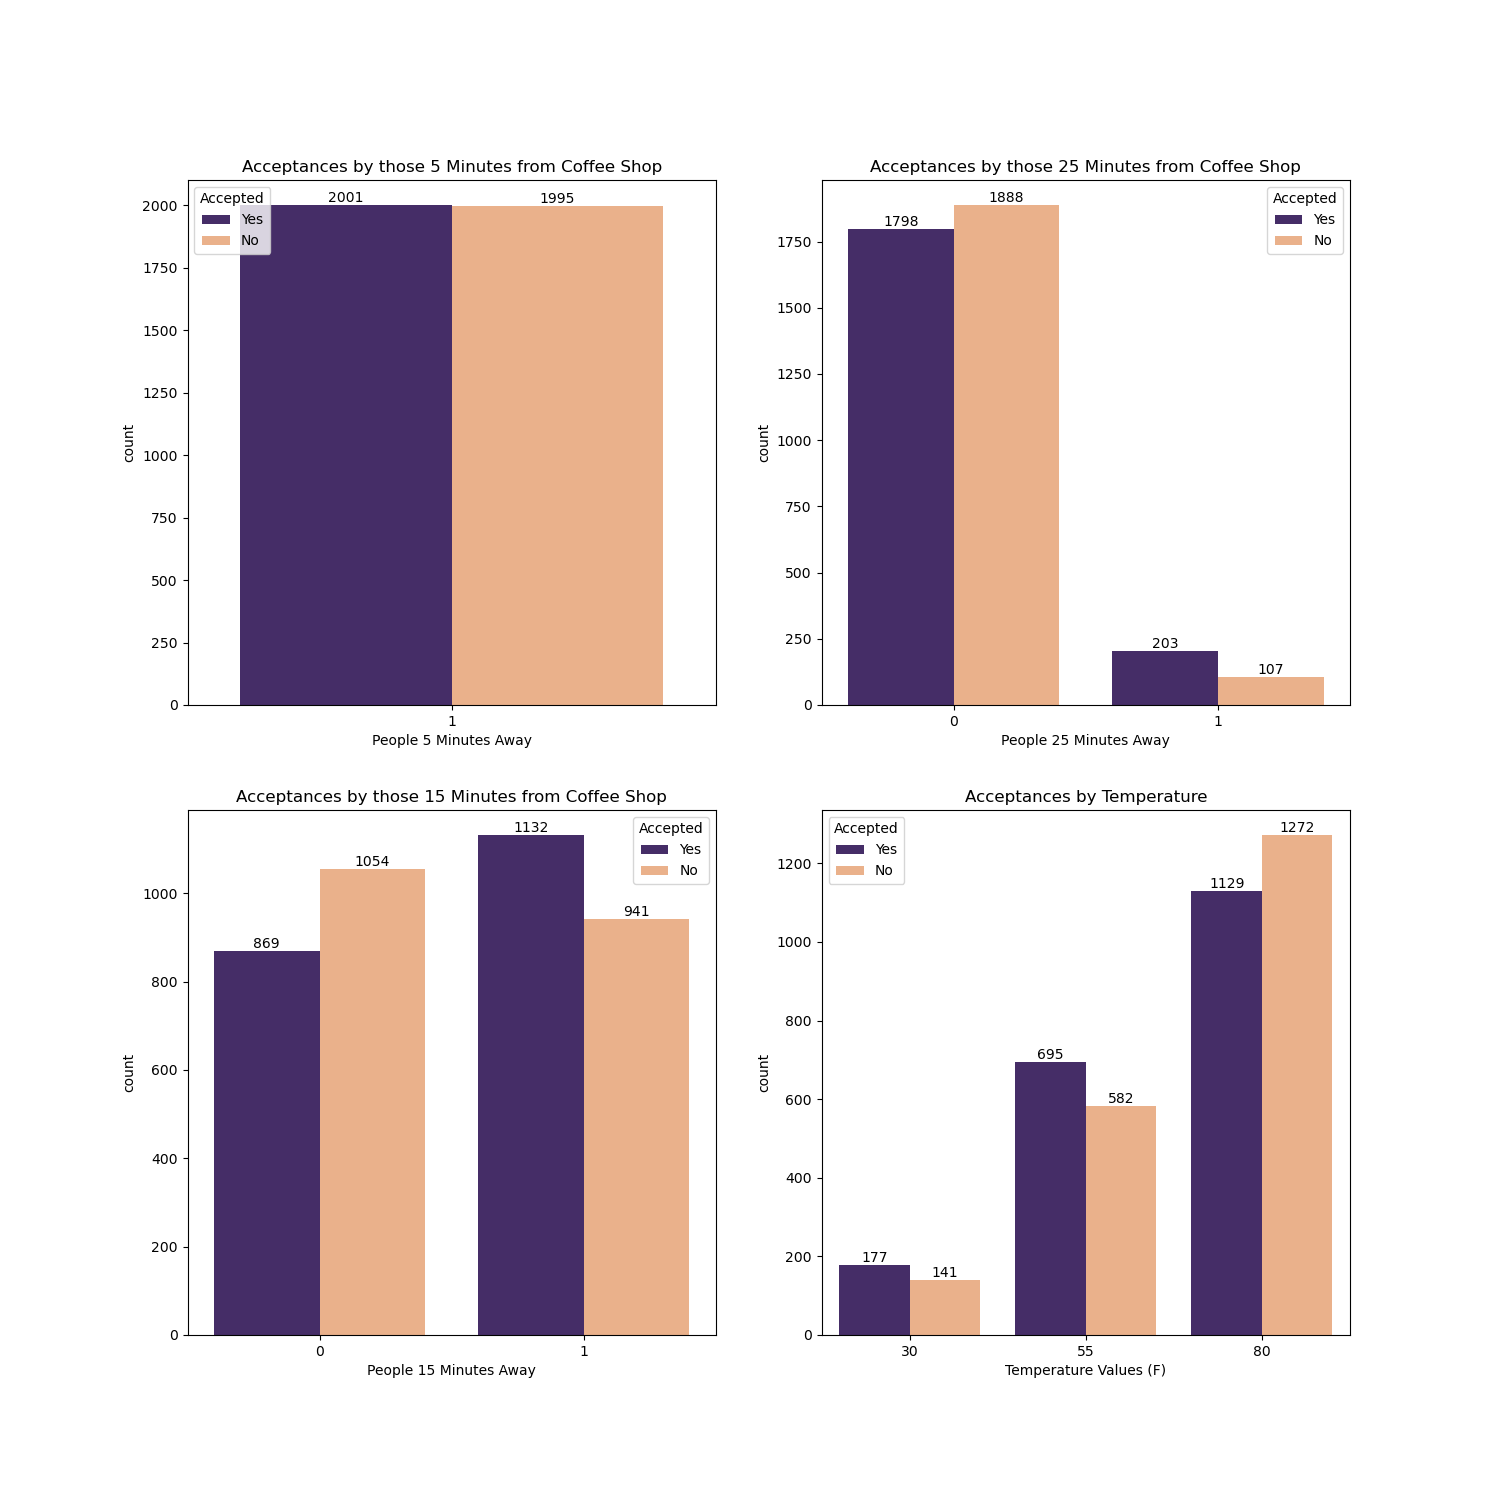 Acceptances by those 5 Minutes from Coffee Shop
Accepted
Yes
No
2001
1995
2000
1750
1500
1250
1000
750
500
250
0
count
1
People 5 Minutes Away
Acceptances by those 25 Minutes from Coffee Shop
Accepted
Yes
No
1798
1888
203
107
1750
1500
1250
1000
750
500
250
0
count
0 1
People 25 Minutes Away
Acceptances by those 15 Minutes from Coffee Shop
Accepted
Yes
No
869
1054
1132
941
1000
800
600
400
200
0
count
0 1
People 15 Minutes Away
Acceptances by Temperature
Accepted
Yes
No
177
141
695
582
1129
1272
1200
1000
800
600
400
200
0
count
30 55 80
Temperature Values (F)